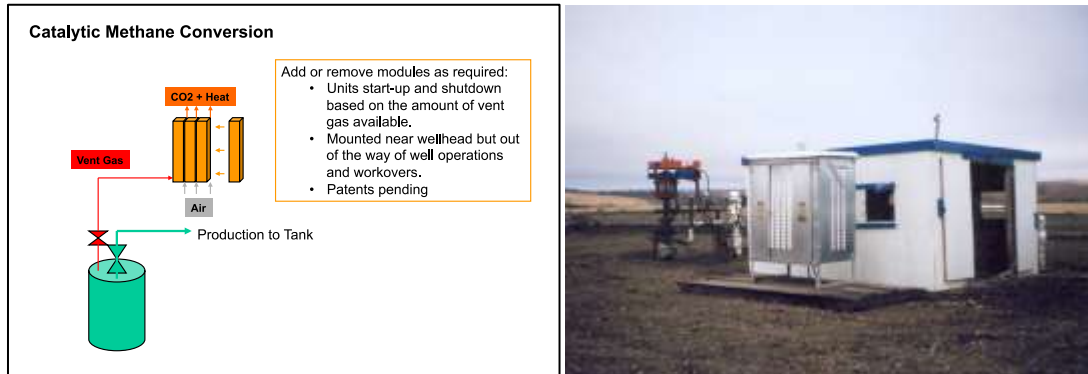 Catalytic Methane Conversion
CO2 + Heat
Vent Gas
Air
Production to Tank
Add or remove modules as required:
• Units start-up and shutdown
based on the amount of vent
gas available.
• Mounted near wellhead but out
of the way of well operations
and workovers.
• Patents pending